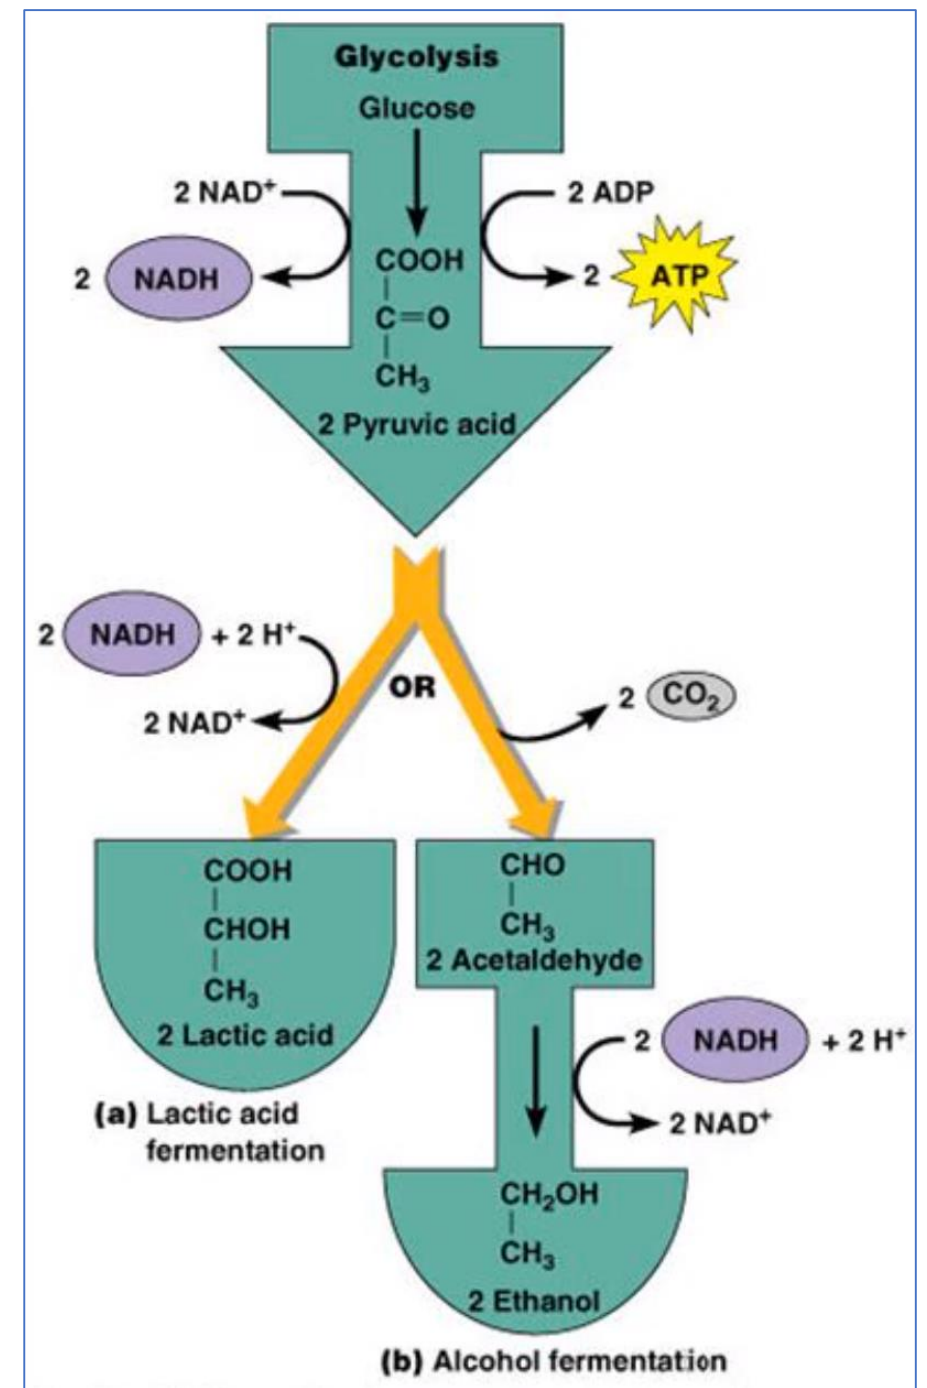 Glycolysis
Glucose
2 NAD⁺
2 ADP
2 NADH
2 ATP
COOH
C=O
CH₃
2 Pyruvic acid
2 NADH + 2 H⁺
OR
2 CO₂
2 NAD⁺
COOH
CHOH
CH₃
2 Lactic acid
(a) Lactic acid
fermentation
CHO
CH₃
2 Acetaldehyde
2 NADH + 2 H⁺
2 NAD⁺
CH₂OH
CH₃
2 Ethanol
(b) Alcohol fermentation